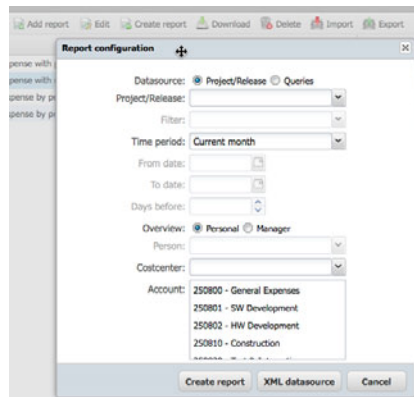 Add report Edit Create report Download Delete Import Export
Report configuration
pense with
pense with
pense by p
pense by p
Datasource: Project/Release Queries
Project/Release:
Filter:
Time period: Current month
From date:
To date:
Days before:
Overview: Personal Manager
Person:
Costcenter:
Account: 250800 - General Expenses
250801 - SW Development
250802 - HW Development
250810 - Construction
Create report XML datasource Cancel